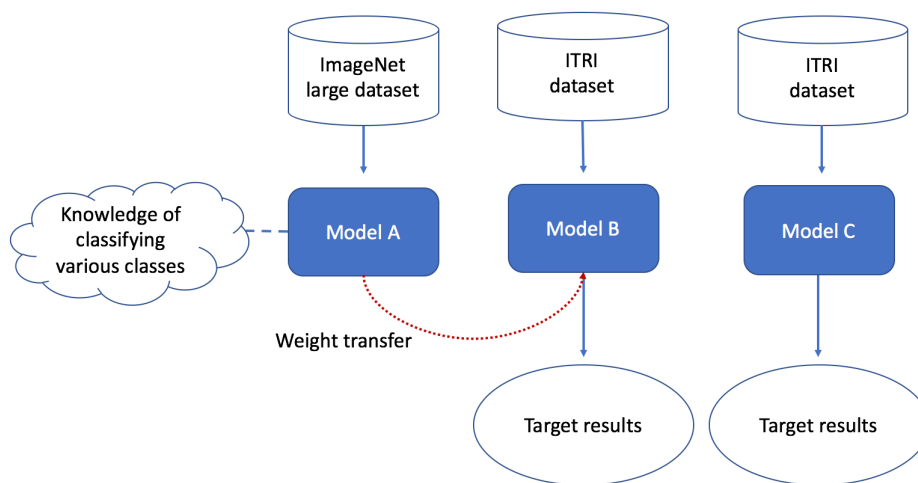 ImageNet
large dataset
ITRI
dataset
ITRI
dataset
Knowledge of
classifying
various classes
Model A
Model B
Model C
Weight transfer
Target results
Target results